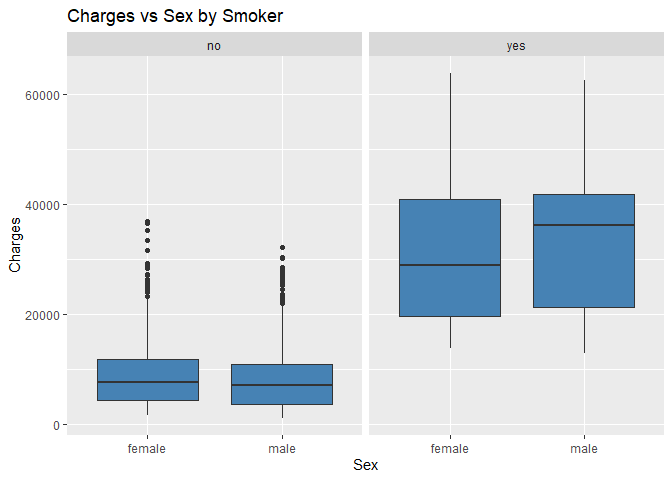 Charges vs Sex by Smoker
no
yes
Charges
60000
40000
20000
0
female
male
female
male
Sex